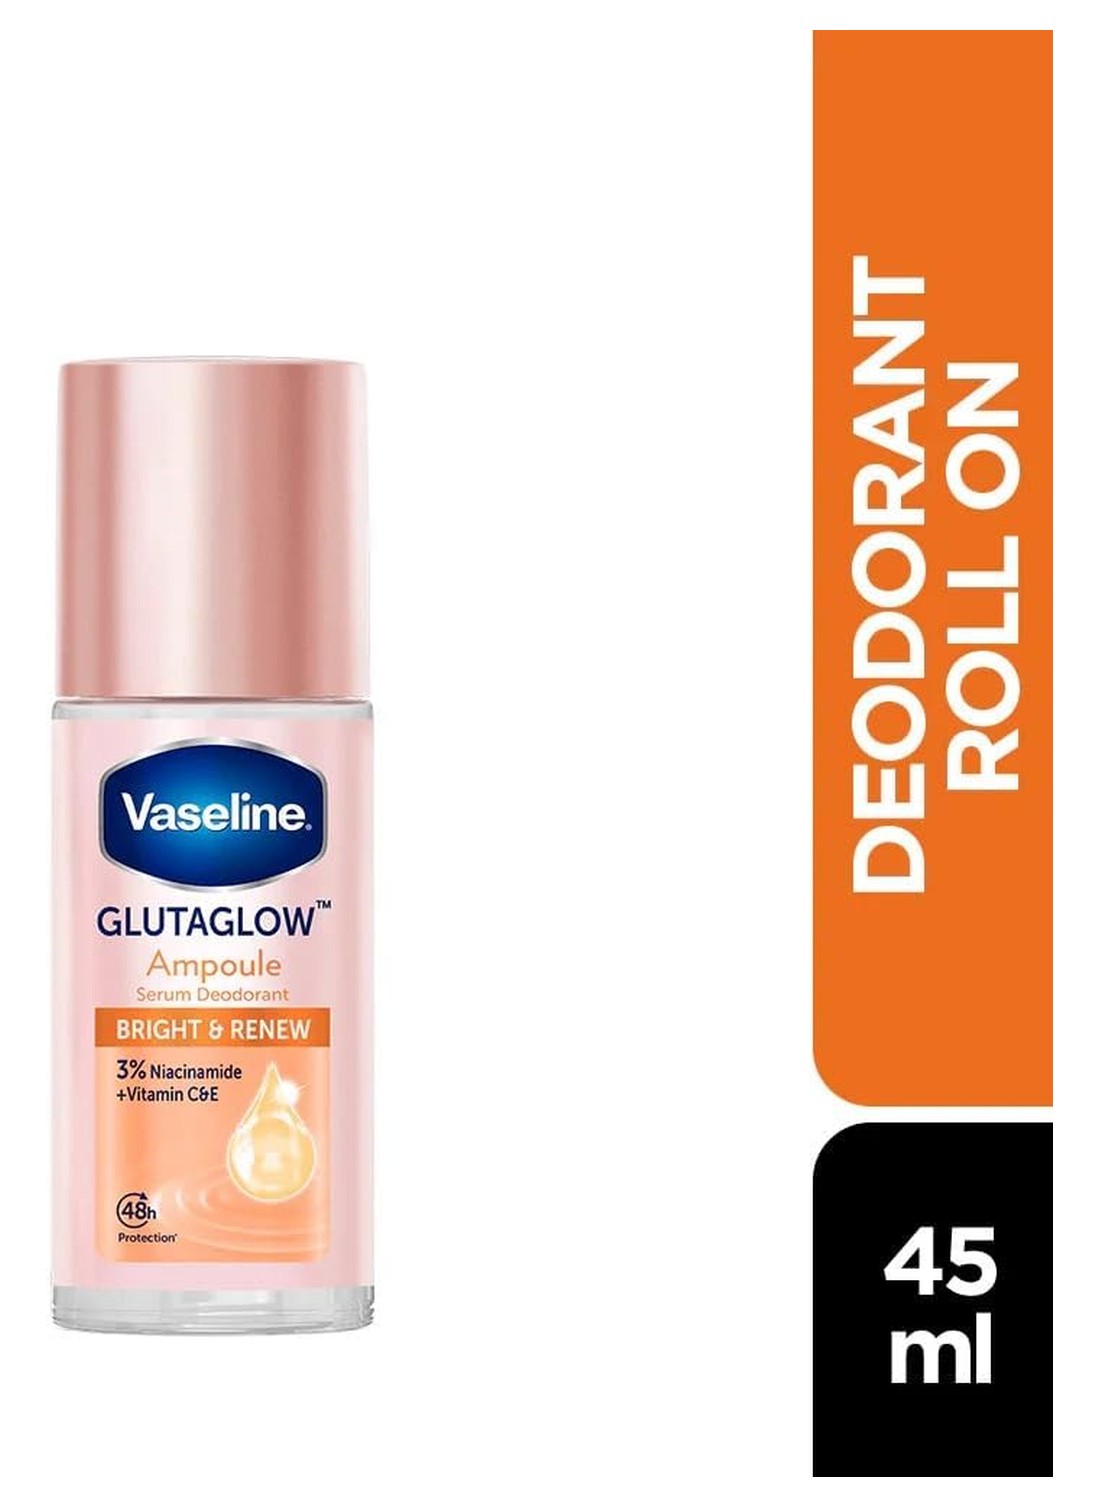 Vaseline®
GLUTAGLOW™
Ampoule
Serum Deodorant
BRIGHT & RENEW
3% Niacinamide
+Vitamin C&E
48h
Protection*
DEODORANT
ROLL ON
45
ml